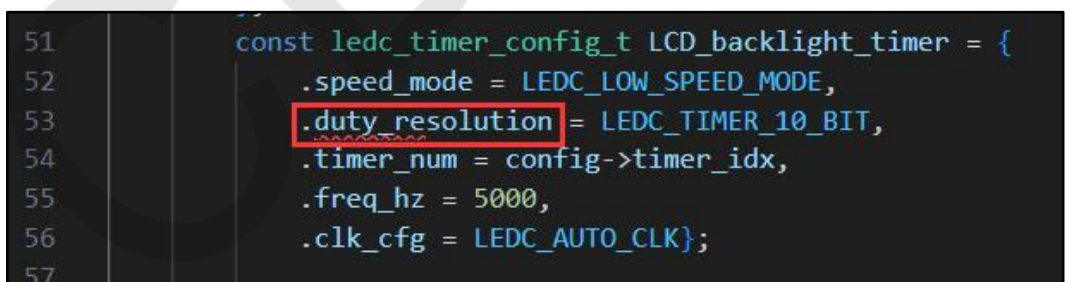 51 const ledc_timer_config_t LCD_backlight_timer = {
52 .speed_mode = LEDC_LOW_SPEED_MODE,
53 .duty_resolution = LEDC_TIMER_10_BIT,
54 .timer_num = config->timer_idx,
55 .freq_hz = 5000,
56 .clk_cfg = LEDC_AUTO_CLK};
57